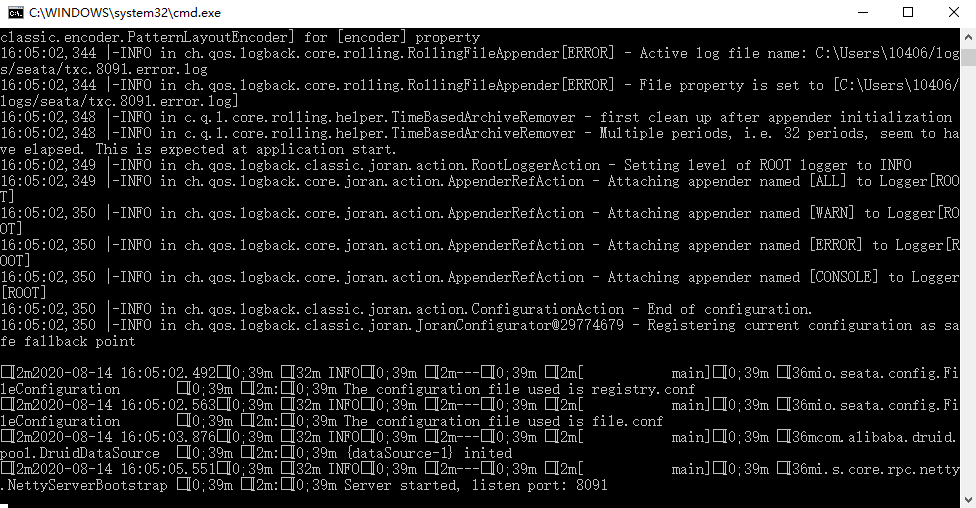 C:\WINDOWS\system32\cmd.exe
classic.encoder.PatternLayoutEncoder] for [encoder] property
16:05:02,344 |-INFO in ch.qos.logback.core.rolling.RollingFileAppender[ERROR] - Active log file name: C:\Users\10406/log
s/seata/txc.8091.error.log
16:05:02,344 |-INFO in ch.qos.logback.core.rolling.RollingFileAppender[ERROR] - File property is set to [C:\Users\10406/
logs/seata/txc.8091.error.log]
16:05:02,348 |-INFO in c.q.l.core.rolling.helper.TimeBasedArchiveRemover - first clean up after appender initialization
16:05:02,348 |-INFO in c.q.l.core.rolling.helper.TimeBasedArchiveRemover - Multiple periods, i.e. 32 periods, seem to ha
ve elapsed. This is expected at application start.
16:05:02,349 |-INFO in ch.qos.logback.classic.joran.action.RootLoggerAction - Setting level of ROOT logger to INFO
16:05:02,349 |-INFO in ch.qos.logback.core.joran.action.AppenderRefAction - Attaching appender named [ALL] to Logger[ROO
T]
16:05:02,350 |-INFO in ch.qos.logback.core.joran.action.AppenderRefAction - Attaching appender named [WARN] to Logger[RO
OT]
16:05:02,350 |-INFO in ch.qos.logback.core.joran.action.AppenderRefAction - Attaching appender named [ERROR] to Logger[R
OOT]
16:05:02,350 |-INFO in ch.qos.logback.core.joran.action.AppenderRefAction - Attaching appender named [CONSOLE] to Logger
[ROOT]
16:05:02,350 |-INFO in ch.qos.logback.classic.joran.action.ConfigurationAction - End of configuration.
16:05:02,350 |-INFO in ch.qos.logback.classic.joran.JoranConfigurator@29774679 - Registering current configuration as sa
fe fallback point
□[2m2020-08-14 16:05:02.492□[0;39m □[32m INFO□[0;39m □[2m---□[0;39m □[2m[           main]□[0;39m □[36mio.seata.config.Fi
leConfiguration       □[0;39m □[2m:□[0;39m The configuration file used is registry.conf
□[2m2020-08-14 16:05:02.563□[0;39m □[32m INFO□[0;39m □[2m---□[0;39m □[2m[           main]□[0;39m □[36mio.seata.config.Fi
leConfiguration       □[0;39m □[2m:□[0;39m The configuration file used is file.conf
□[2m2020-08-14 16:05:03.876□[0;39m □[32m INFO□[0;39m □[2m---□[0;39m □[2m[           main]□[0;39m □[36mcom.alibaba.druid.
pool.DruidDataSource  □[0;39m □[2m:□[0;39m {dataSource-1} inited
□[2m2020-08-14 16:05:05.551□[0;39m □[32m INFO□[0;39m □[2m---□[0;39m □[2m[           main]□[0;39m □[36mi.s.core.rpc.netty
.NettyServerBootstrap □[0;39m □[2m:□[0;39m Server started, listen port: 8091